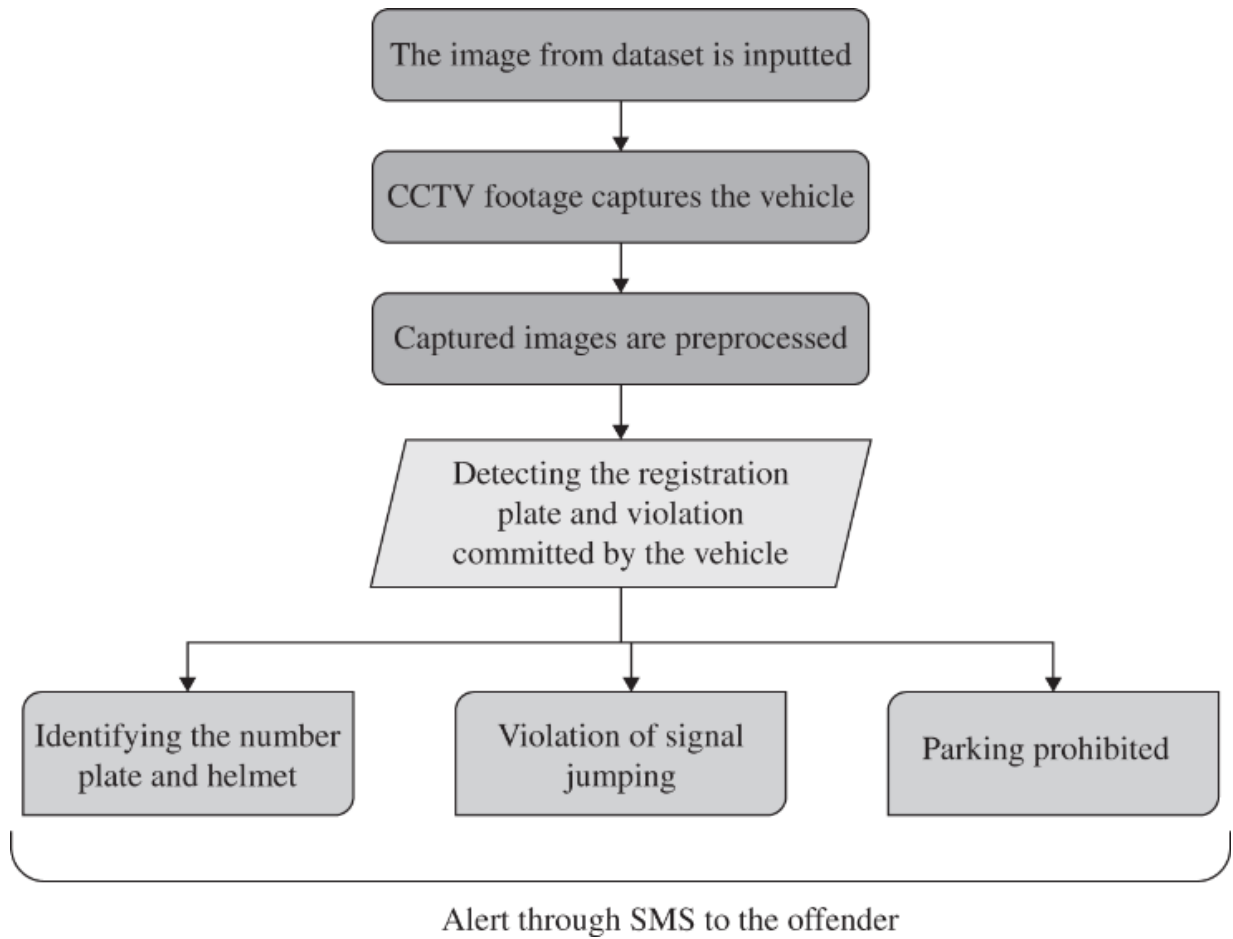 The image from dataset is inputted
CCTV footage captures the vehicle
Captured images are preprocessed
Detecting the registration
plate and violation
committed by the vehicle
Identifying the number
plate and helmet
Violation of signal
jumping
Parking prohibited
Alert through SMS to the offender